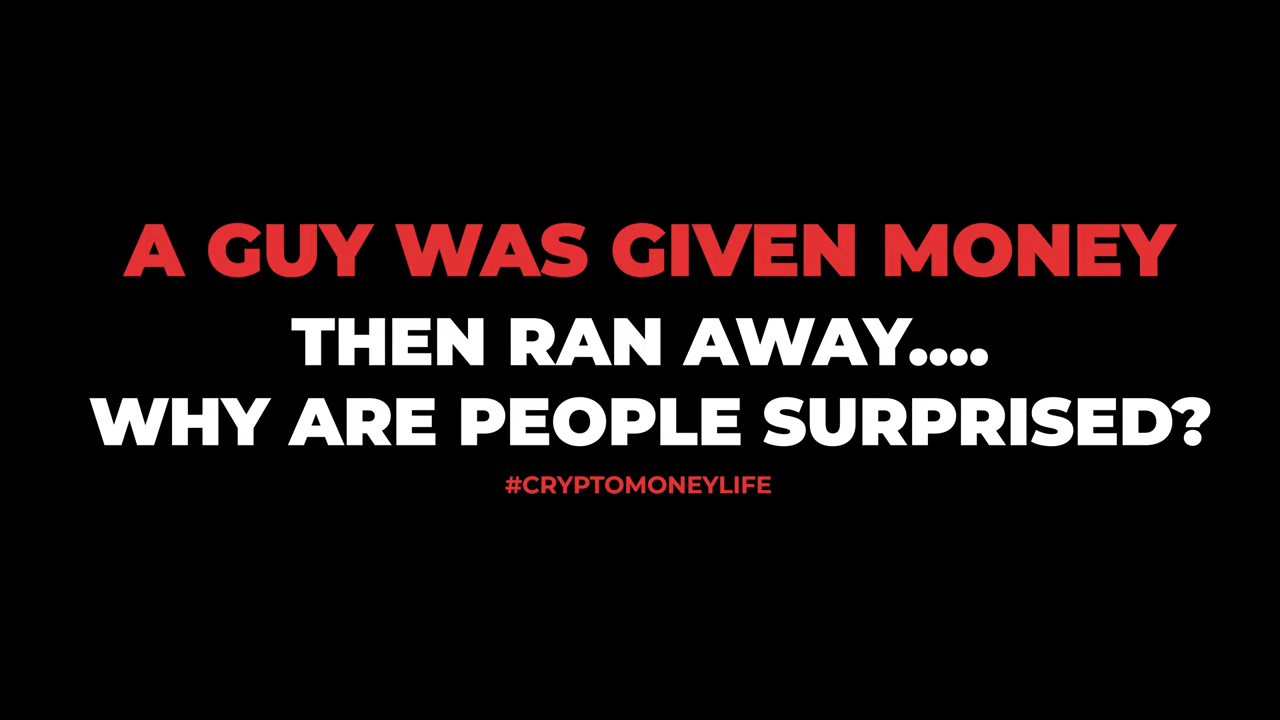 A GUY WAS GIVEN MONEY
THEN RAN AWAY....
WHY ARE PEOPLE SURPRISED?
#CRYPTOMONEYLIFE